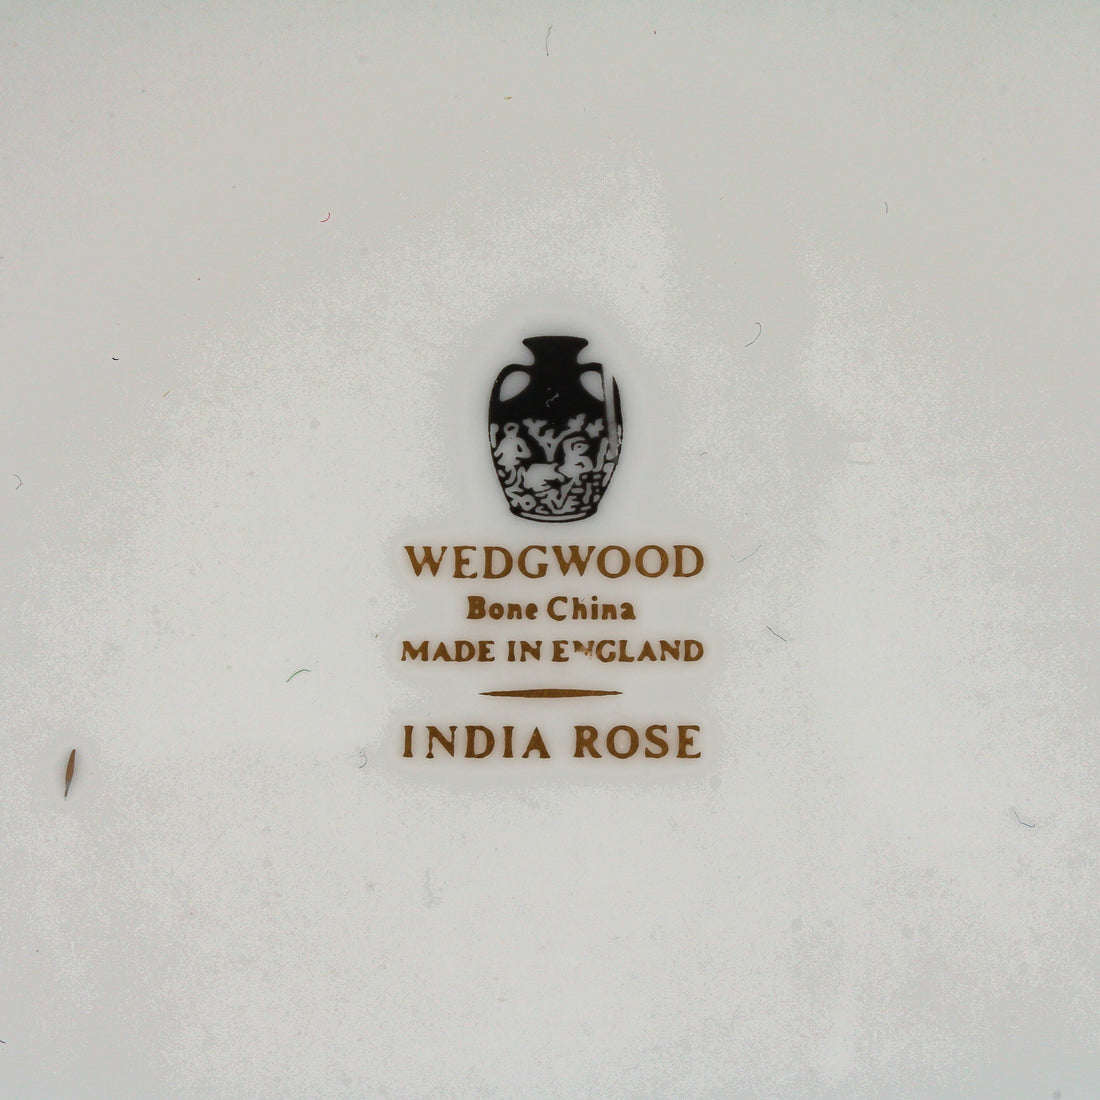 WEDGWOOD
Bone China
MADE IN ENGLAND
INDIA ROSE